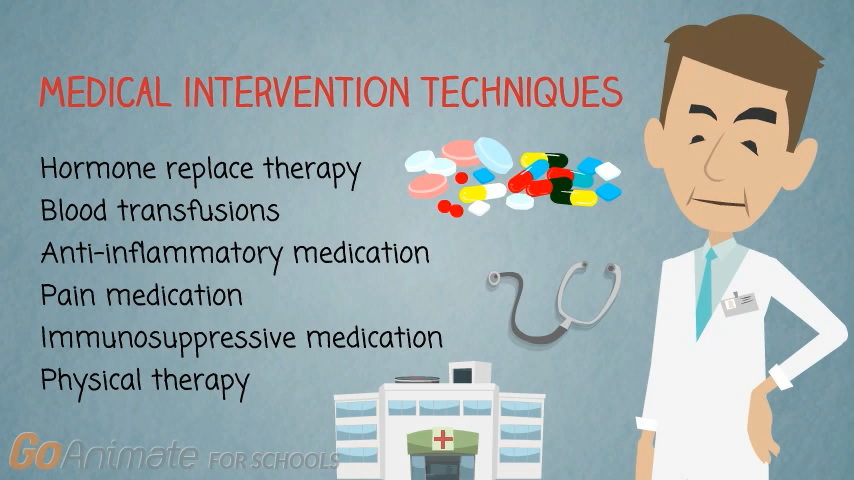 MEDICAL INTERVENTION TECHNIQUES
Hormone replace therapy
Blood transfusions
Anti-inflammatory medication
Pain medication
Immunosuppressive medication
Physical therapy
GoAnimate FOR SCHOOLS